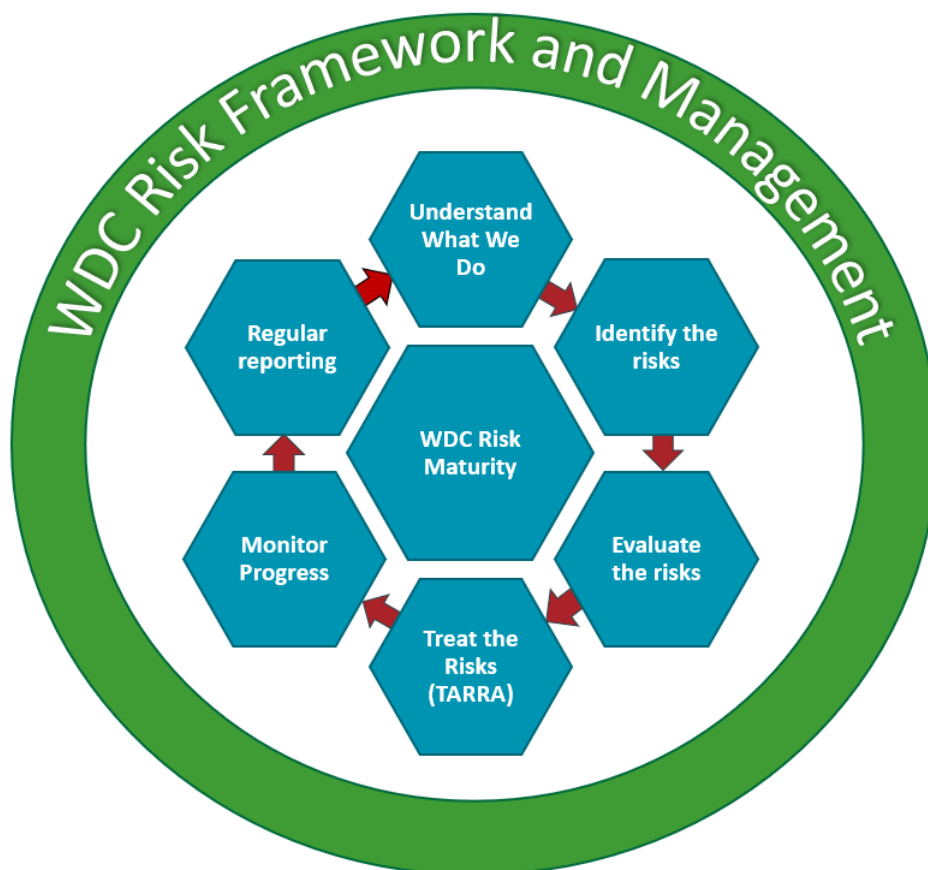 WDC Risk Framework and Management
Understand
What We
Do
Identify the
risks
Evaluate
the risks
Treat the
Risks
(TARRA)
Monitor
Progress
Regular
reporting
WDC Risk
Maturity